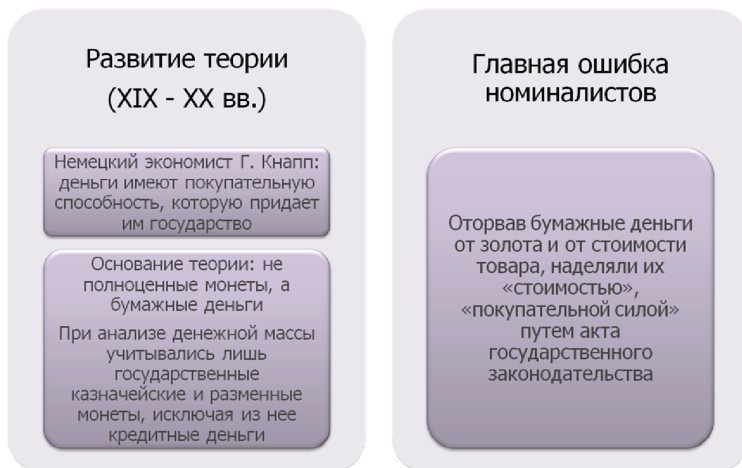 Развитие теории
(XIX - XX вв.)
Немецкий экономист Г. Кнапп:
деньги имеют покупательную
способность, которую придает
им государство
Основание теории: не
полноценные монеты, а
бумажные деньги
При анализе денежной массы
учитывались лишь
государственные
казначейские и разменные
монеты, исключая из нее
кредитные деньги
Главная ошибка
номиналистов
Оторвав бумажные деньги
от золота и от стоимости
товара, наделяли их
«стоимостью»,
«покупательной силой»
путем акта
государственного
законодательства